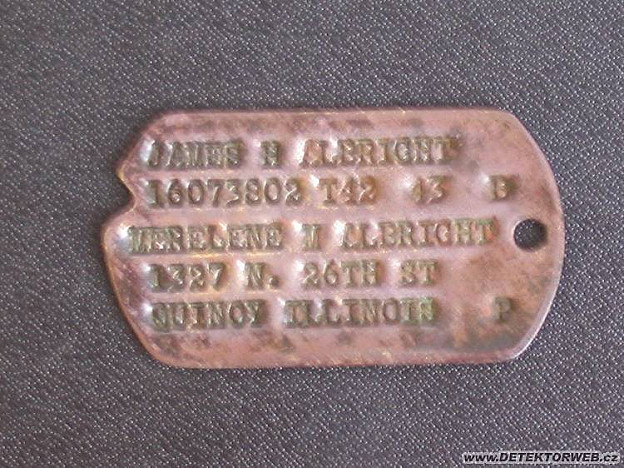 JAMES H ALBRIGHT
16073802 T42 43 B
MERELENE M ALBRIGHT
1327 N. 26TH ST
QUINCY ILLINOIS P
www.DETEKTORWEB.cz